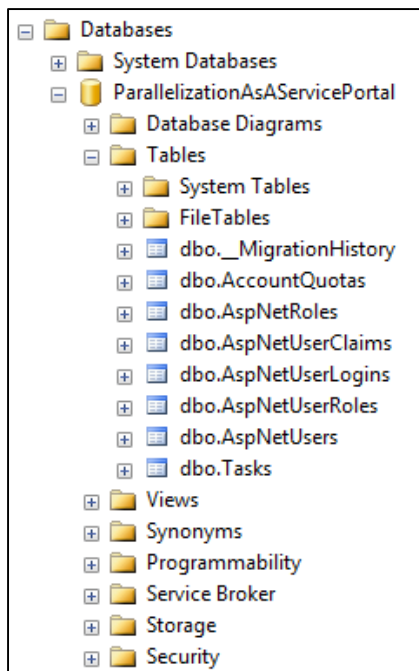 Databases
System Databases
ParallelizationAsAServicePortal
Database Diagrams
Tables
System Tables
FileTables
dbo.__MigrationHistory
dbo.AccountQuotas
dbo.AspNetRoles
dbo.AspNetUserClaims
dbo.AspNetUserLogins
dbo.AspNetUserRoles
dbo.AspNetUsers
dbo.Tasks
Views
Synonyms
Programmability
Service Broker
Storage
Security